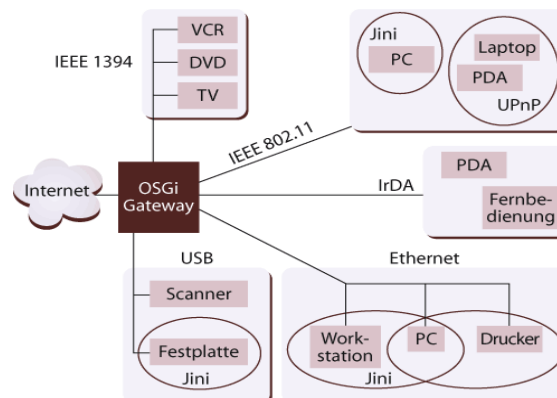 VCR
DVD
TV
IEEE 1394
Jini
PC
Laptop
PDA
UPnP
IEEE 802.11
Internet
OSGi
Gateway
IrDA
PDA
Fernbe-
dienung
USB
Scanner
Festplatte
Jini
Ethernet
Work-
station
PC
Drucker
Jini